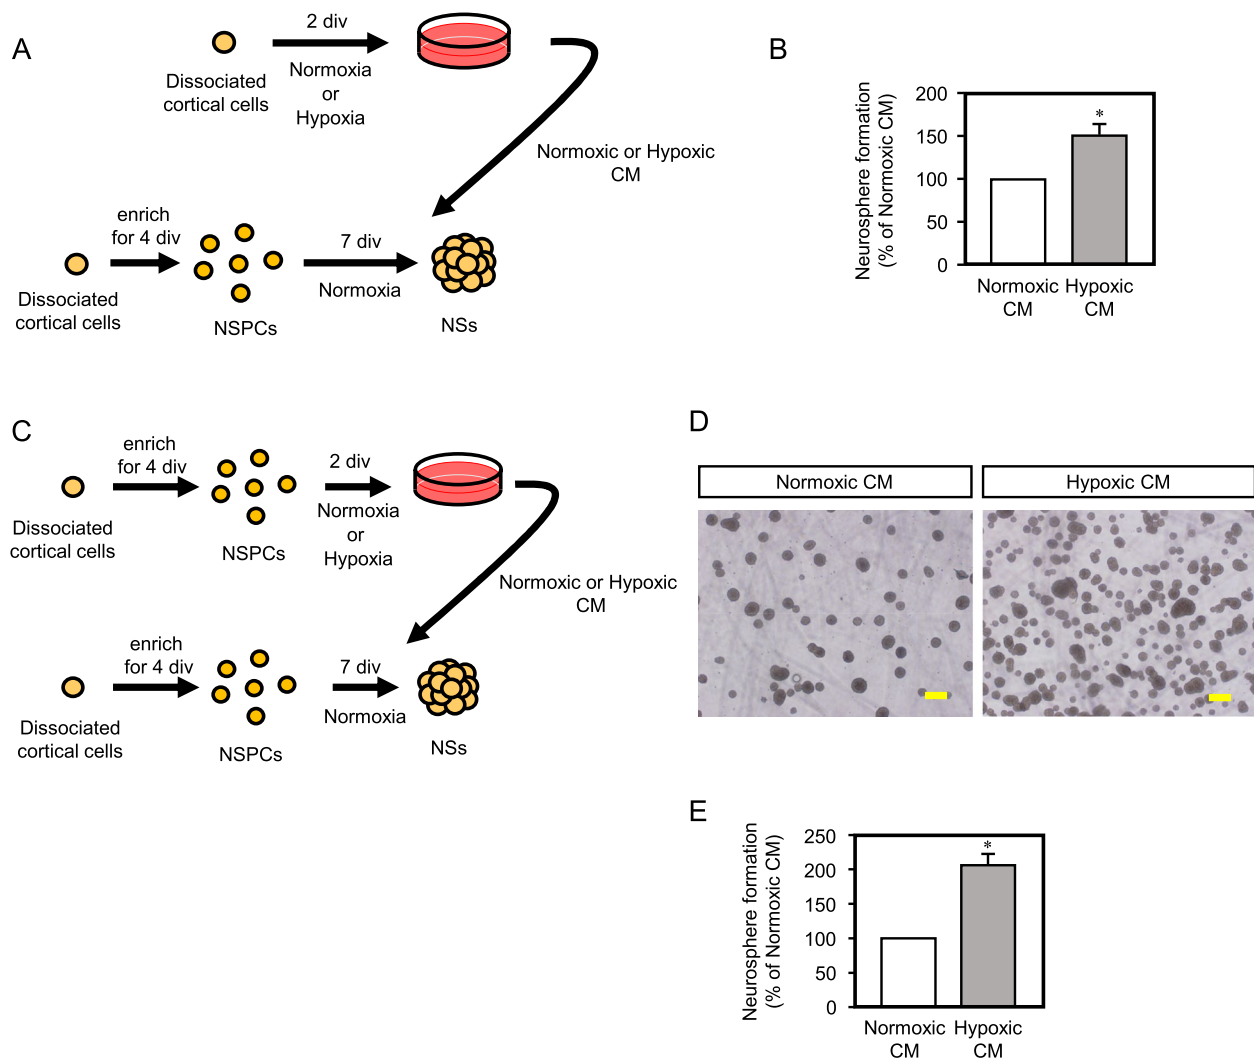 A
2 div
Dissociated
cortical cells
Normoxia
or
Hypoxia
Normoxic or Hypoxic
CM
enrich
for 4 div
7 div
Dissociated
cortical cells
NSPCs
Normoxia
NSs
B
Neurosphere formation
(% of Normoxic CM)
200
150
100
50
0
*
Normoxic
CM
Hypoxic
CM
C
enrich
for 4 div
2 div
Dissociated
cortical cells
NSPCs
Normoxia
or
Hypoxia
Normoxic or Hypoxic
CM
enrich
for 4 div
7 div
Dissociated
cortical cells
NSPCs
Normoxia
NSs
D
Normoxic CM
Hypoxic CM
E
Neurosphere formation
(% of Normoxic CM)
250
200
150
100
50
0
*
Normoxic
CM
Hypoxic
CM